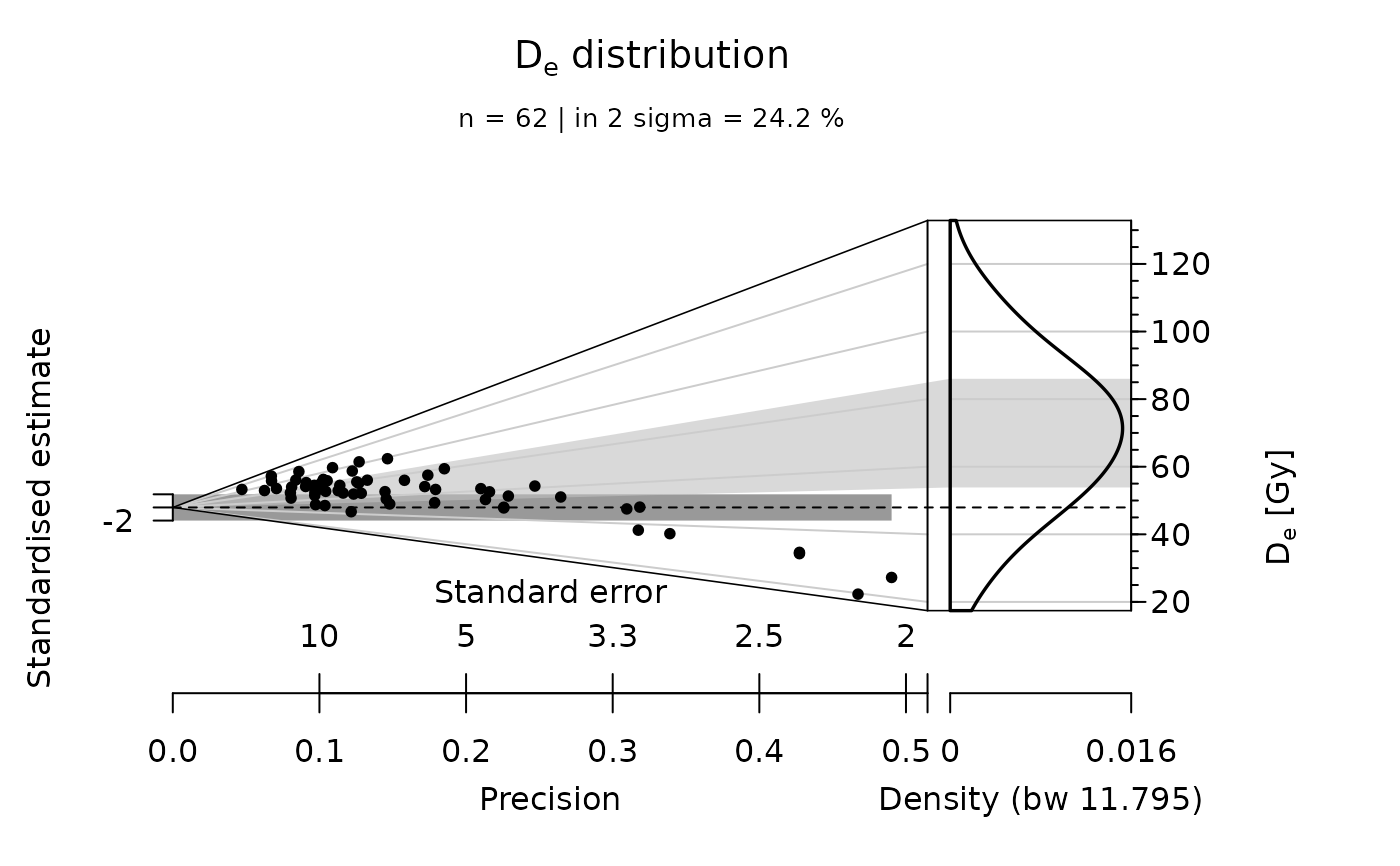 De distribution
n = 62 | in 2 sigma = 24.2 %
Standardised estimate
-2
120
100
80
60
40
20
De [Gy]
Standard error
10 5 3.3 2.5 2
0.0 0.1 0.2 0.3 0.4 0.5 0 0.016
Precision Density (bw 11.795)